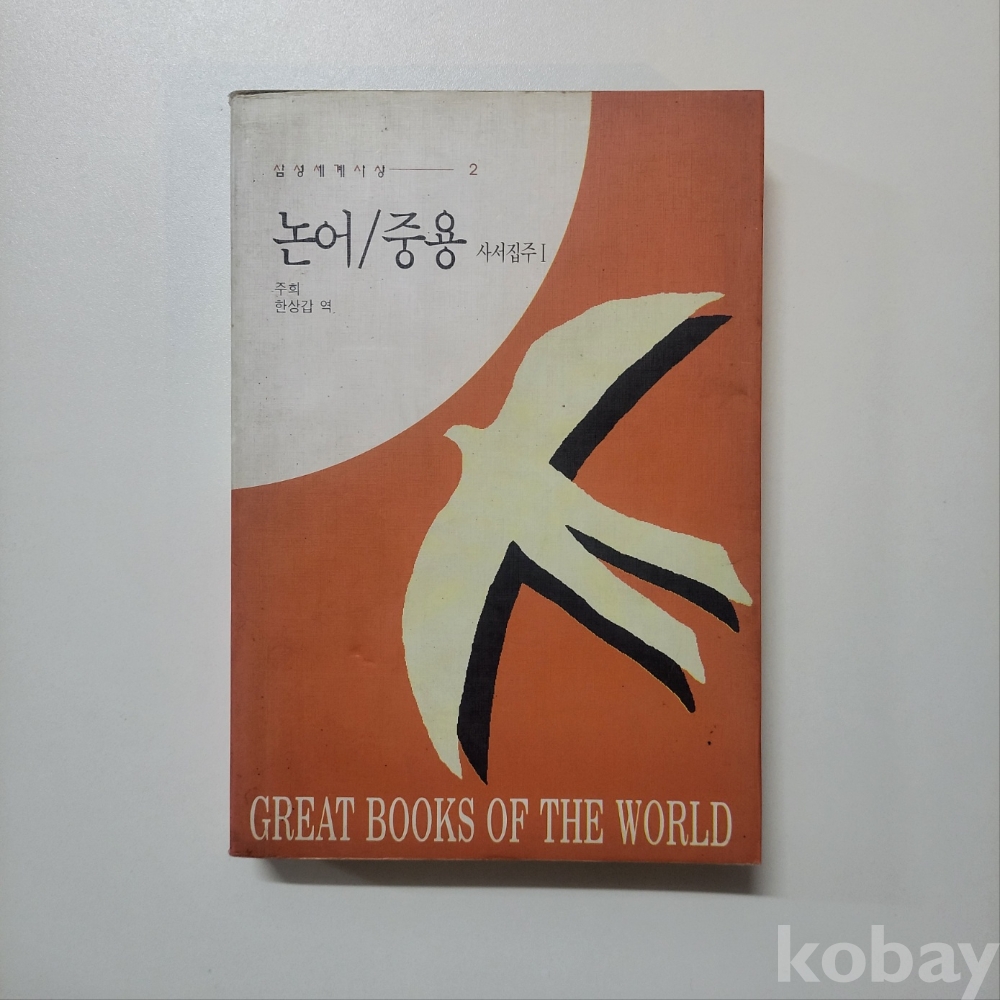 삼성세계사상 2
논어/중용 사서집주 I
주희
한상갑 역
GREAT BOOKS OF THE WORLD
kobay